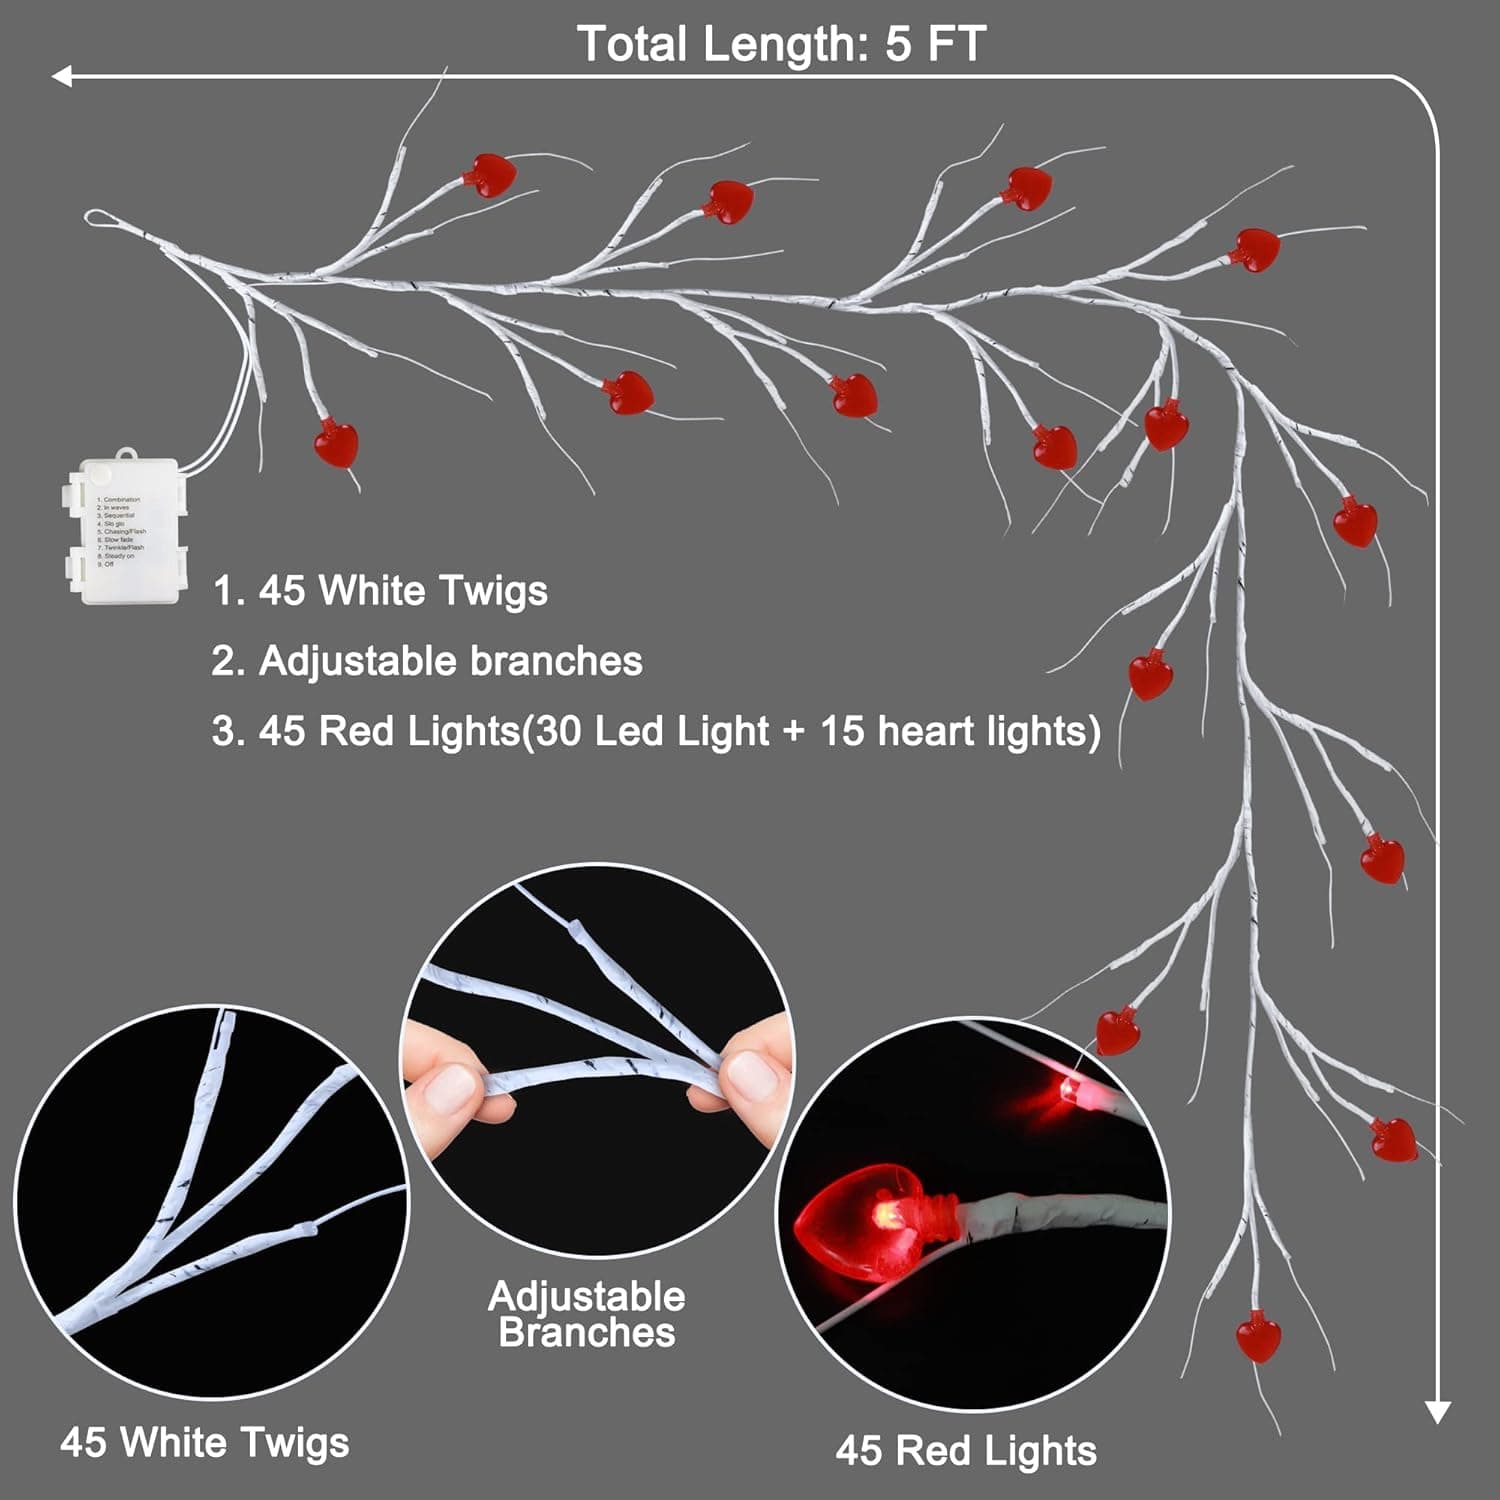 Total Length: 5 FT
1. Combination
2. In waves
3. Sequential
4. Slo glo
5. Chasing/Flash
6. Slow fade
7. Twinkle/Flash
8. Steady on
9. Off
1. 45 White Twigs
2. Adjustable branches
3. 45 Red Lights(30 Led Light + 15 heart lights)
Adjustable
Branches
45 White Twigs
45 Red Lights